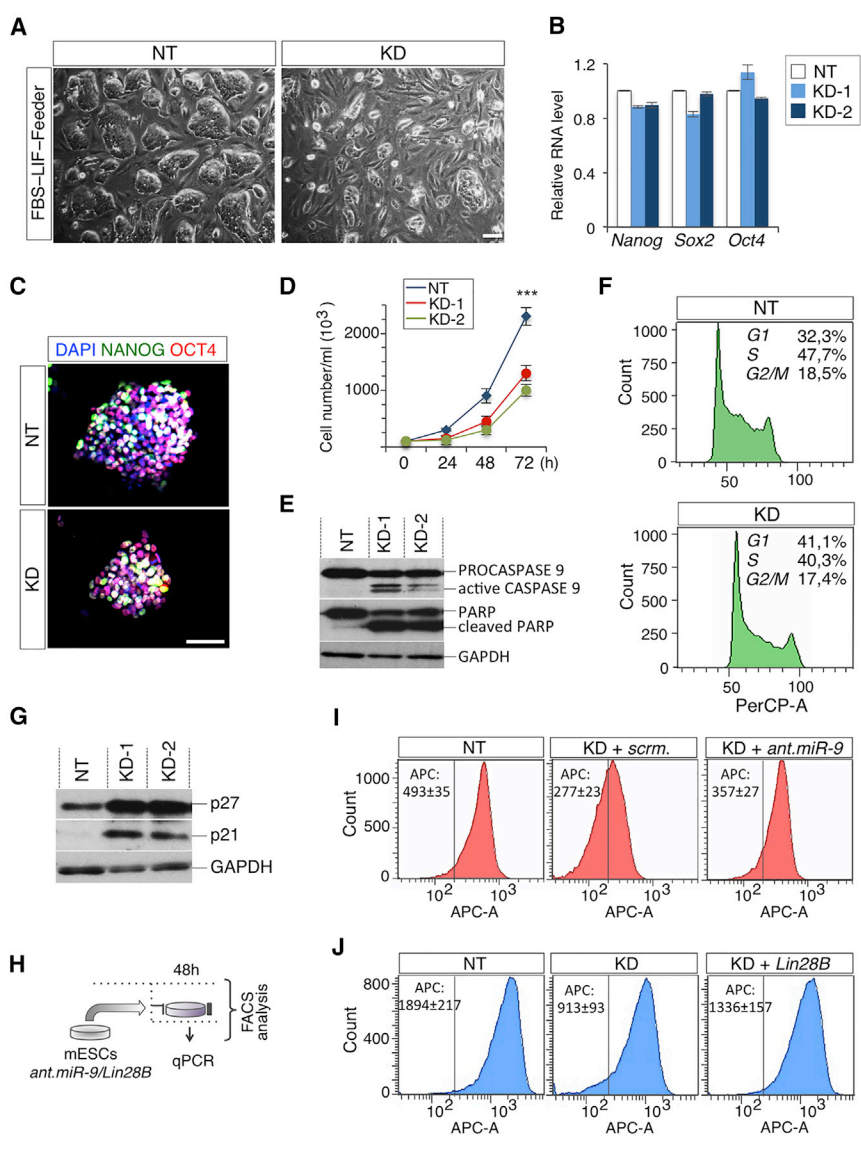 A
NT
KD
FBS–LIF–Feeder
B
Relative RNA level
1.2
0.8
0.4
0
Nanog Sox2 Oct4
NT
KD-1
KD-2
C
DAPI NANOG OCT4
NT
KD
D
NT
KD-1
KD-2
***
Cell number/ml (10³)
2000
1000
0 24 48 72 (h)
E
NT KD-1 KD-2
PROCASPASE 9
active CASPASE 9
PARP
cleaved PARP
GAPDH
F
NT
G1 32,3%
S 47,7%
G2/M 18,5%
Count
1000
750
500
250
0
50 100
KD
G1 41,1%
S 40,3%
G2/M 17,4%
Count
1000
750
500
250
0
50 100
PerCP-A
G
NT KD-1 KD-2
p27
p21
GAPDH
H
48h
mESCs
ant.miR-9/Lin28B
qPCR
FACS
analysis
I
NT
KD + scrm.
KD + ant.miR-9
APC:
493±35
APC:
277±23
APC:
357±27
Count
1000
500
0
10² 10³
10² 10³
10² 10³
APC-A APC-A APC-A
J
NT
KD
KD + Lin28B
APC:
1894±217
APC:
913±93
APC:
1336±157
Count
800
400
0
10² 10³
10² 10³
10² 10³
APC-A APC-A APC-A